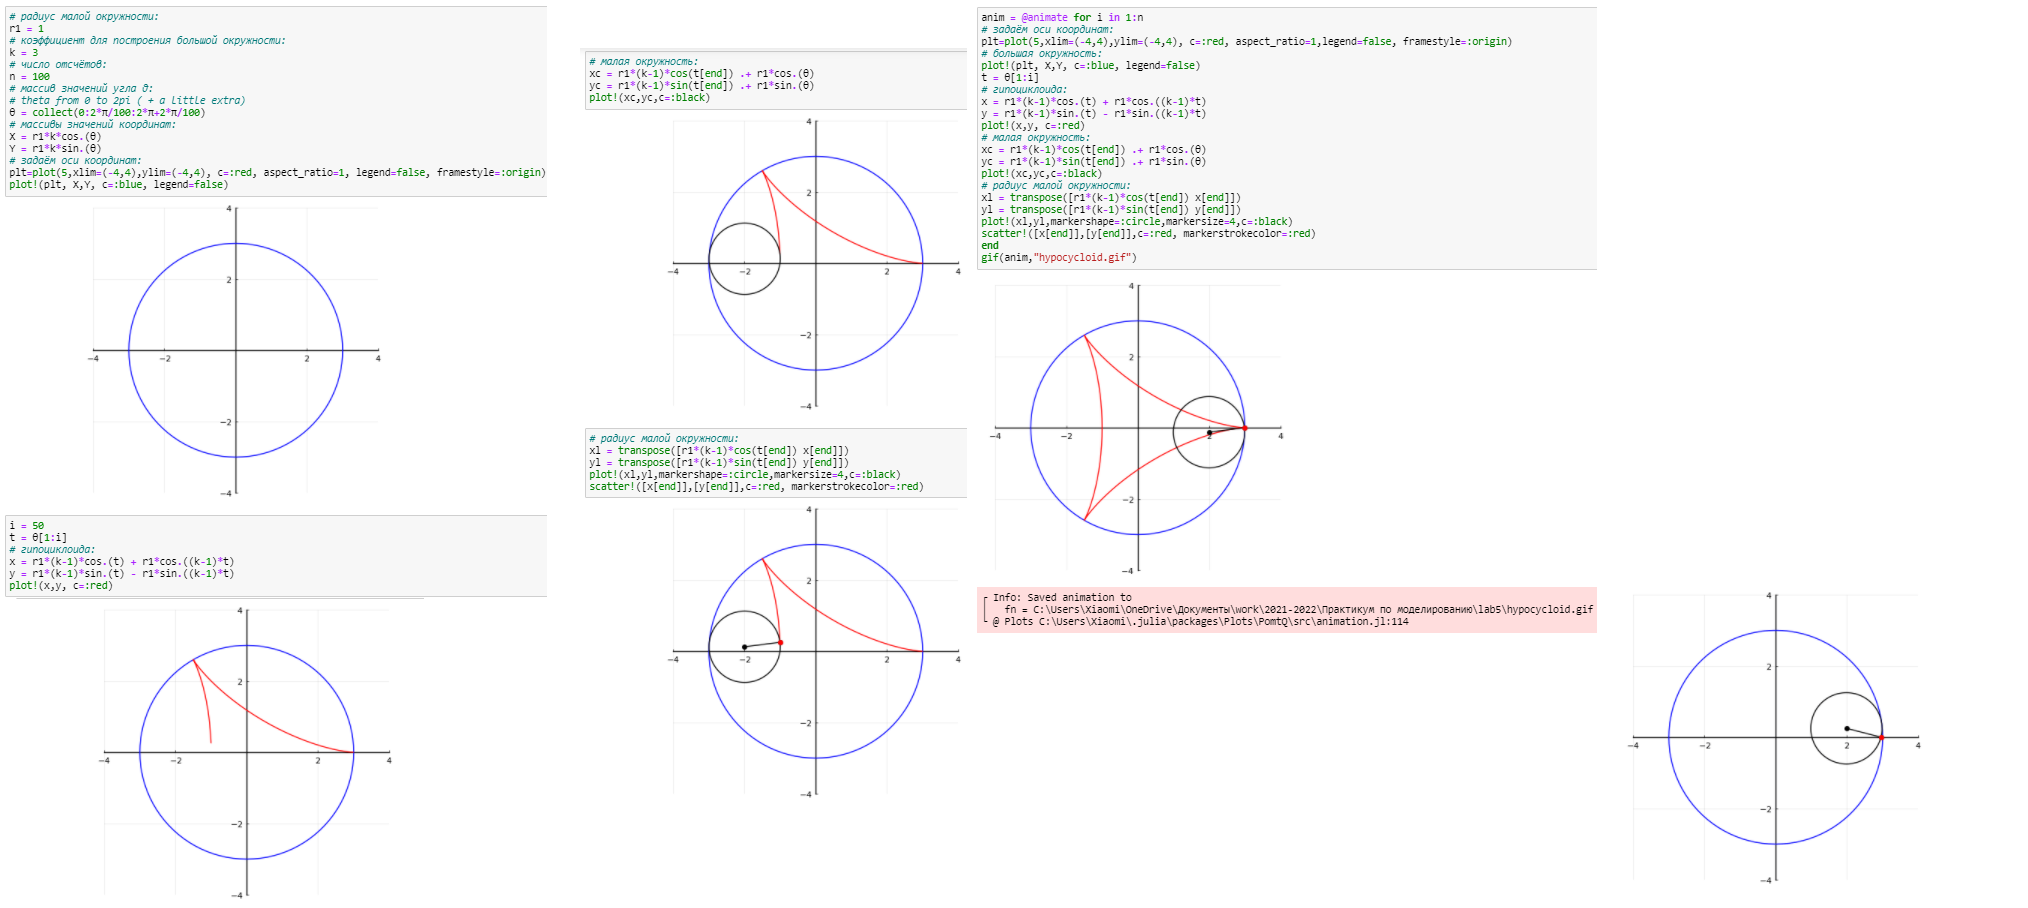 # радиус малой окружности:
r1 = 1
# коэффициент для построения большой окружности:
k = 3
# число отсчётов:
n = 100
# массив значений угла θ:
# theta from 0 to 2pi ( + a little extra)
θ = collect(0:2*π/100:2*π+2*π/100)
# массивы значений координат:
X = r1*k*cos.(θ)
Y = r1*k*sin.(θ)
# задаём оси координат:
plt=plot(5,xlim=(-4,4),ylim=(-4,4), c=:red, aspect_ratio=1, legend=false, framestyle=:origin)
plot!(plt, X,Y, c=:blue, legend=false)
4
2
−4 −2 2 4
−2
−4
i = 50
t = θ[1:i]
# гипоциклоида:
x = r1*(k-1)*cos.(t) + r1*cos.((k-1)*t)
y = r1*(k-1)*sin.(t) - r1*sin.((k-1)*t)
plot!(x,y, c=:red)
4
2
−4 −2 2 4
−2
−4
# малая окружность:
xc = r1*(k-1)*cos(t[end]) .+ r1*cos.(θ)
yc = r1*(k-1)*sin(t[end]) .+ r1*sin.(θ)
plot!(xc,yc,c=:black)
4
2
−4 −2 2 4
−2
−4
# радиус малой окружности:
xl = transpose([r1*(k-1)*cos(t[end]) x[end]])
yl = transpose([r1*(k-1)*sin(t[end]) y[end]])
plot!(xl,yl,markershape=:circle,markersize=4,c=:black)
scatter!([x[end]],[y[end]],c=:red, markerstrokecolor=:red)
4
2
−4 −2 2 4
−2
−4
anim = @animate for i in 1:n
# задаём оси координат:
plt=plot(5,xlim=(-4,4),ylim=(-4,4), c=:red, aspect_ratio=1,legend=false, framestyle=:origin)
# большая окружность:
plot!(plt, X,Y, c=:blue, legend=false)
t = θ[1:i]
# гипоциклоида:
x = r1*(k-1)*cos.(t) + r1*cos.((k-1)*t)
y = r1*(k-1)*sin.(t) - r1*sin.((k-1)*t)
plot!(x,y, c=:red)
# малая окружность:
xc = r1*(k-1)*cos(t[end]) .+ r1*cos.(θ)
yc = r1*(k-1)*sin(t[end]) .+ r1*sin.(θ)
plot!(xc,yc,c=:black)
# радиус малой окружности:
xl = transpose([r1*(k-1)*cos(t[end]) x[end]])
yl = transpose([r1*(k-1)*sin(t[end]) y[end]])
plot!(xl,yl,markershape=:circle,markersize=4,c=:black)
scatter!([x[end]],[y[end]],c=:red, markerstrokecolor=:red)
end
gif(anim,"hypocycloid.gif")
4
2
−4 −2 2 4
−2
−4
Info: Saved animation to
fn = C:\Users\Xiaomi\OneDrive\Документы\work\2021-2022\Практикум по моделированию\lab5\hypocycloid.gif
@ Plots C:\Users\Xiaomi\.julia\packages\Plots\PomtQ\src\animation.jl:114
4
2
−4 −2 2 4
−2
−4